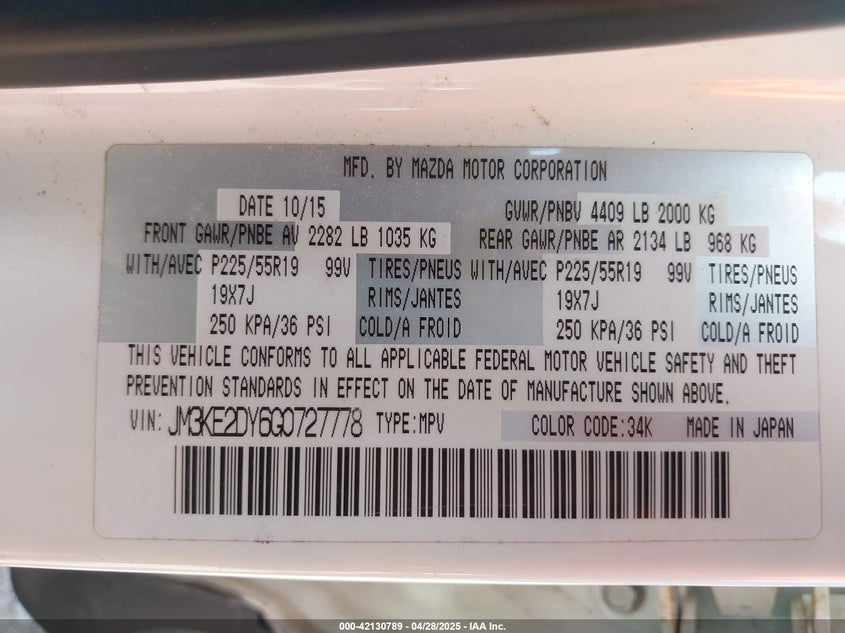 MFD. BY MAZDA MOTOR CORPORATION
DATE 10/15 GVWR/PNBV 4409 LB 2000 KG
FRONT GAWR/PNBE AV 2282 LB 1035 KG REAR GAWR/PNBE AR 2134 LB 968 KG
WITH/AVEC P225/55R19 99V TIRES/PNEUS WITH/AVEC P225/55R19 99V TIRES/PNEUS
19X7J RIMS/JANTES 19X7J RIMS/JANTES
250 KPA/36 PSI COLD/A FROID 250 KPA/36 PSI COLD/A FROID
THIS VEHICLE CONFORMS TO ALL APPLICABLE FEDERAL MOTOR VEHICLE SAFETY AND THEFT
PREVENTION STANDARDS IN EFFECT ON THE DATE OF MANUFACTURE SHOWN ABOVE.
VIN: JM3KE2DY6G0727778 TYPE:MPV COLOR CODE:34K MADE IN JAPAN
000-42130789 - 04/28/2025 - IAA Inc.